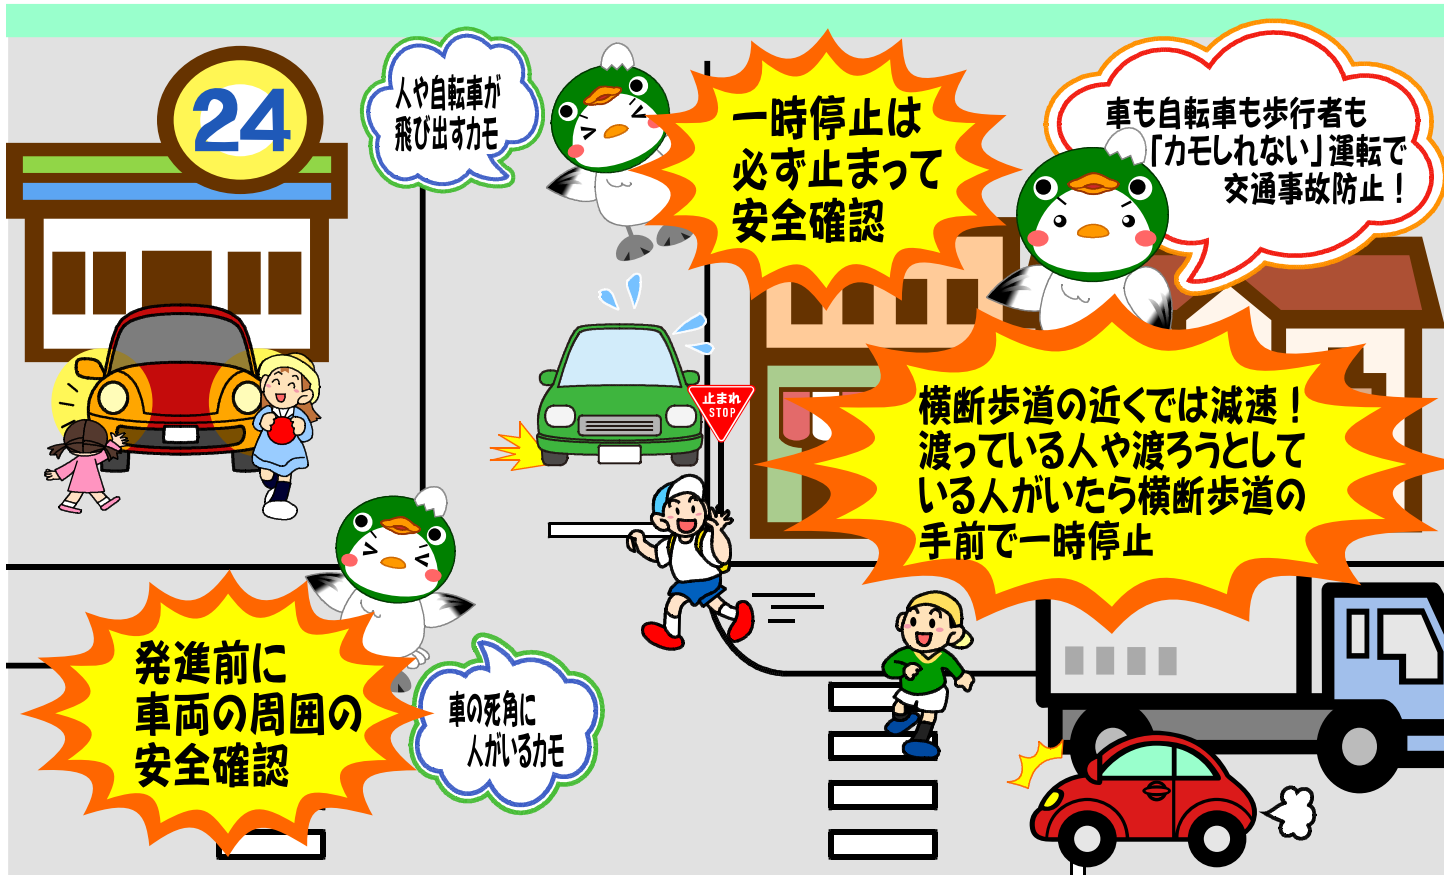 24
人や自転車が
飛び出すカモ
一時停止は
必ず止まって
安全確認
車も自転車も歩行者も
「カモしれない」運転で
交通事故防止！
止まれ
STOP
横断歩道の近くでは減速！
渡っている人や渡ろうとして
いる人がいたら横断歩道の
手前で一時停止
発進前に
車両の周囲の
安全確認
車の死角に
人がいるカモ